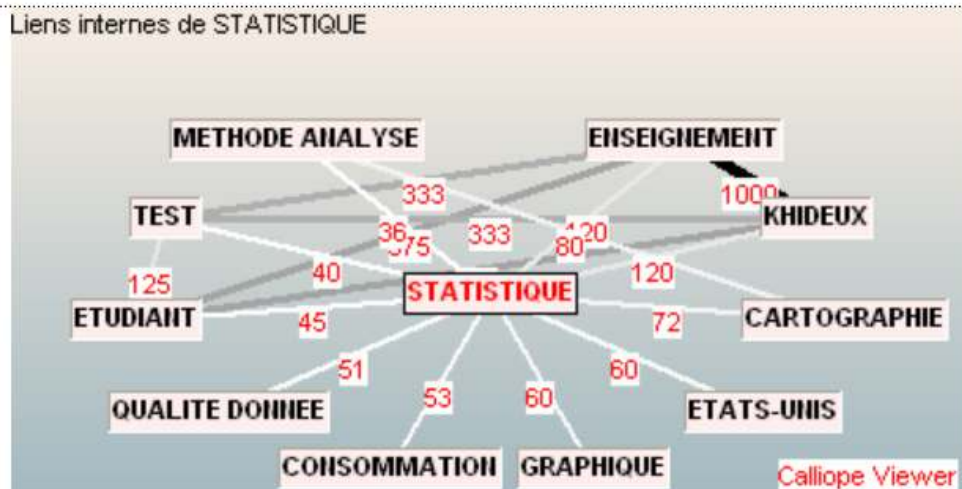 Liens internes de STATISTIQUE
METHODE ANALYSE ENSEIGNEMENT
333 1000
TEST KHIDEUX
36 375 333 80 120
125 40 120
STATISTIQUE
ETUDIANT 45 72 CARTOGRAPHIE
51 60
QUALITE DONNEE 53 60 ETATS-UNIS
CONSOMMATION GRAPHIQUE
Calliope Viewer